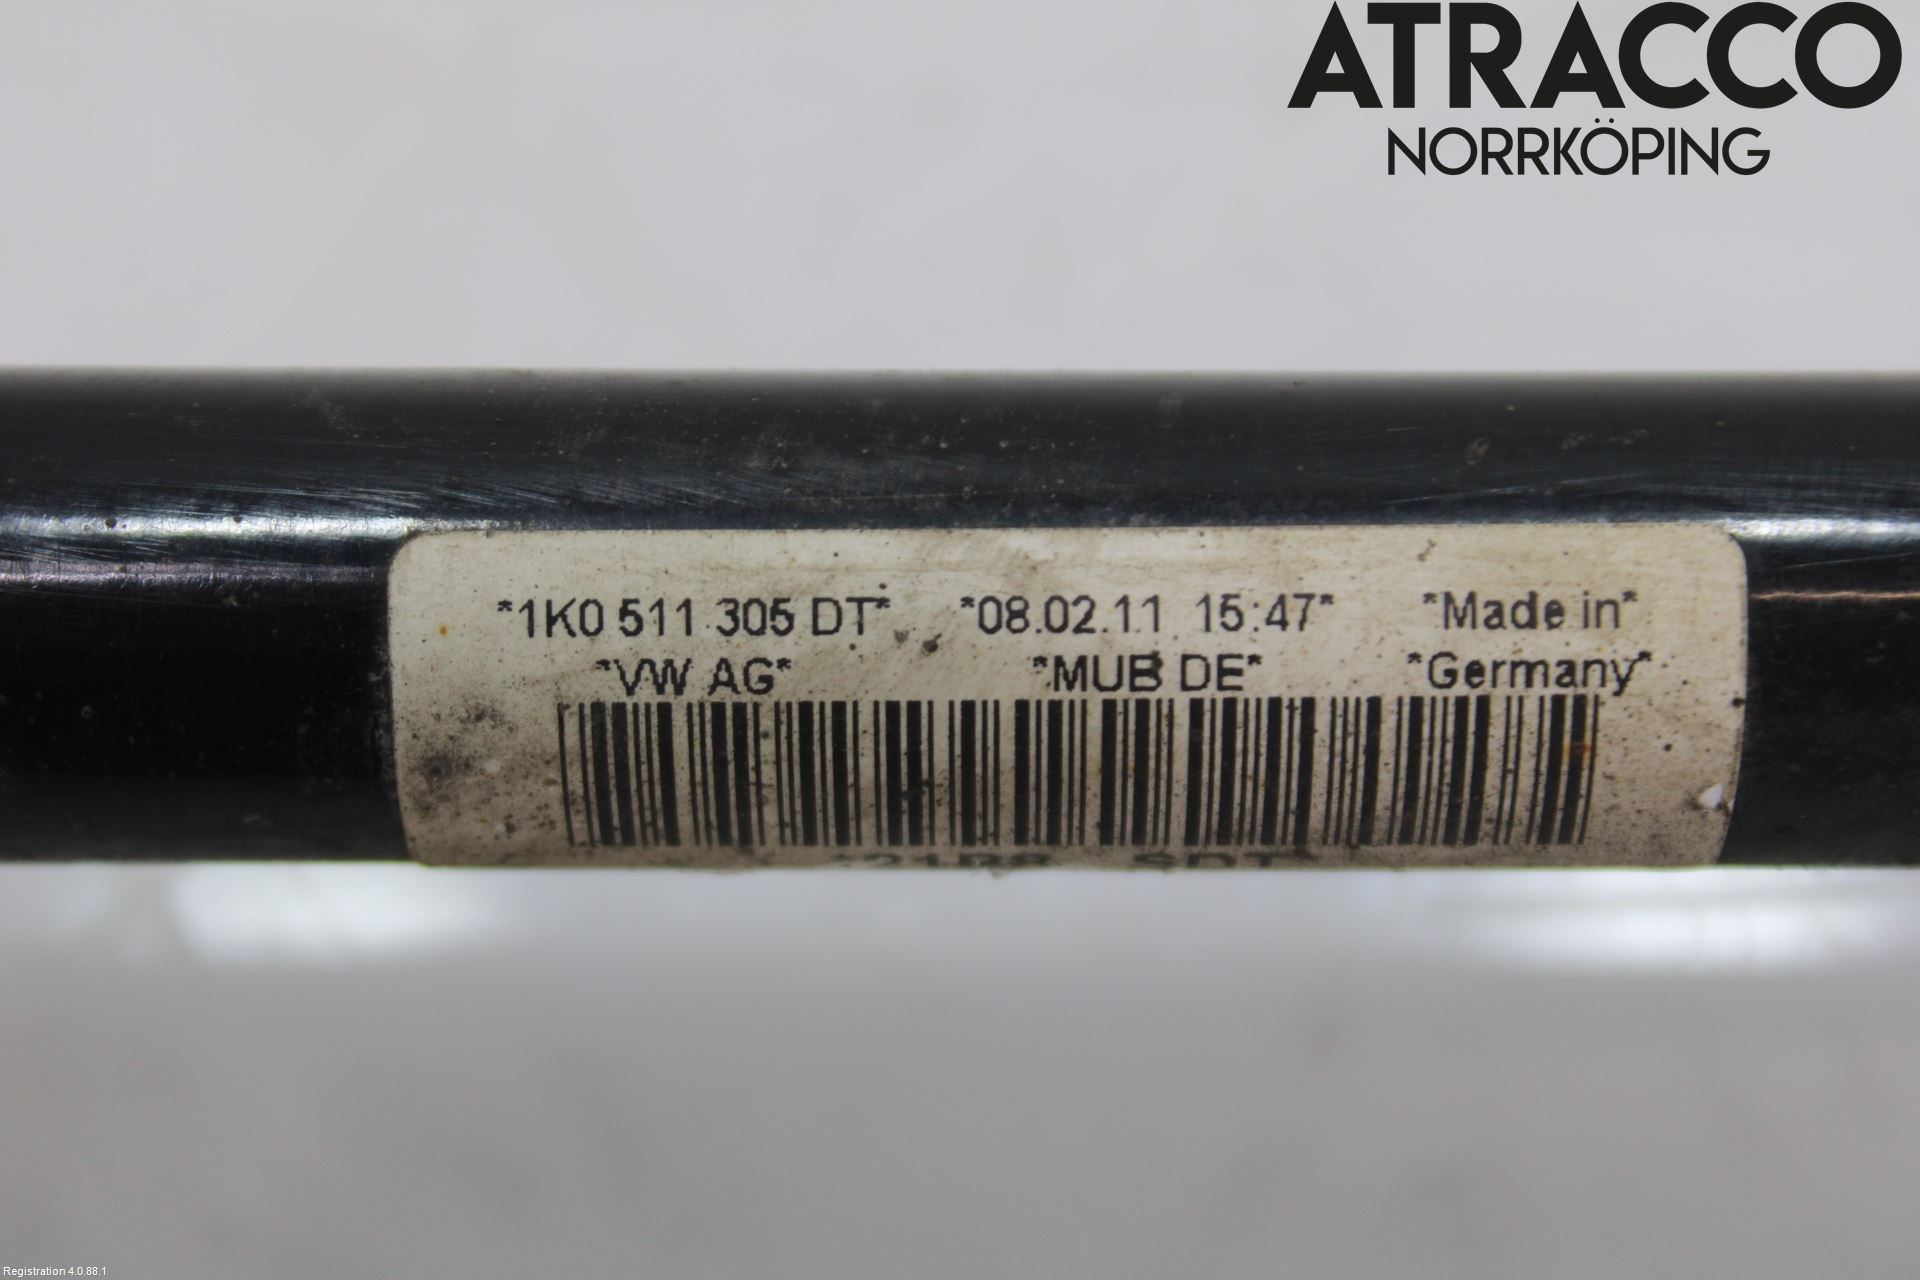 ATRACCO
NORRKÖPING
*1K0 511 305 DT* *08.02.11 15:47* *Made in*
*VW AG* *MUB DE* *Germany*
Registration 4.0.88.1